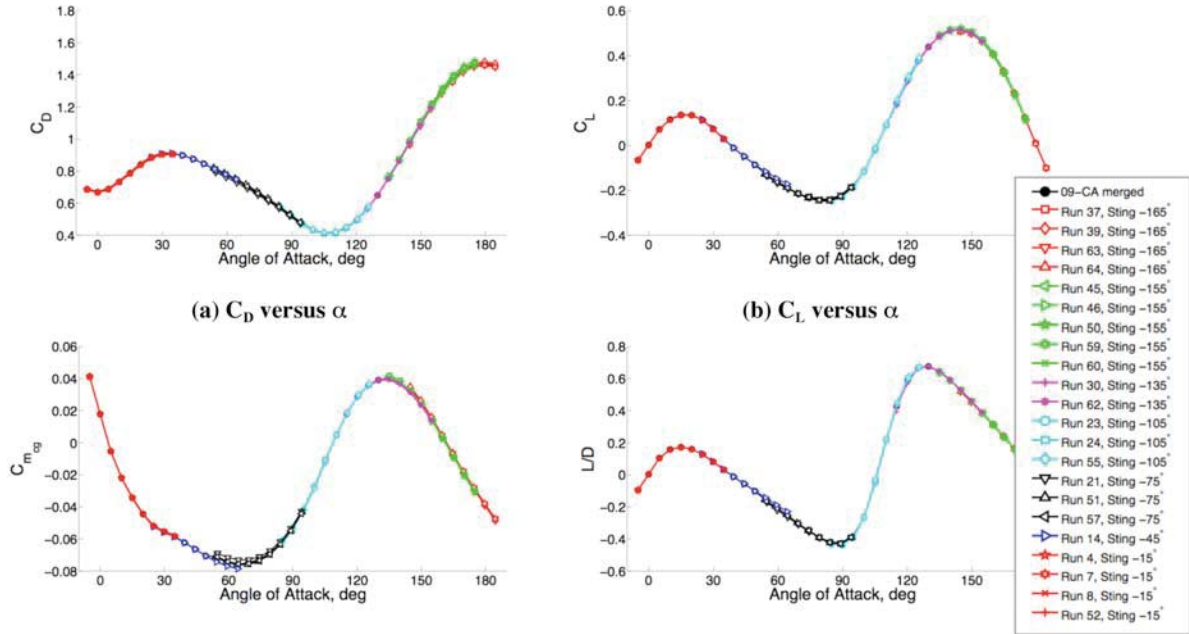 1.8
1.6
1.4
1.2
1
0.8
0.6
0.4
C_D
0 30 60 90 120 150 180
Angle of Attack, deg
(a) C_D versus α
0.6
0.4
0.2
0
−0.2
−0.4
C_L
0 30 60 90 120 150
Angle of Attack, deg
(b) C_L versus α
0.06
0.04
0.02
0
−0.02
−0.04
−0.06
−0.08
C_m_cg
0 30 60 90 120 150 180
Angle of Attack, deg
0.8
0.6
0.4
0.2
0
−0.2
−0.4
−0.6
L/D
0 30 60 90 120 150
Angle of Attack, deg
09-CA merged
Run 37, Sting −165°
Run 39, Sting −165°
Run 63, Sting −165°
Run 64, Sting −165°
Run 45, Sting −155°
Run 46, Sting −155°
Run 50, Sting −155°
Run 59, Sting −155°
Run 60, Sting −155°
Run 30, Sting −135°
Run 62, Sting −135°
Run 23, Sting −105°
Run 24, Sting −105°
Run 55, Sting −105°
Run 21, Sting −75°
Run 51, Sting −75°
Run 57, Sting −75°
Run 14, Sting −45°
Run 4, Sting −15°
Run 7, Sting −15°
Run 8, Sting −15°
Run 52, Sting −15°